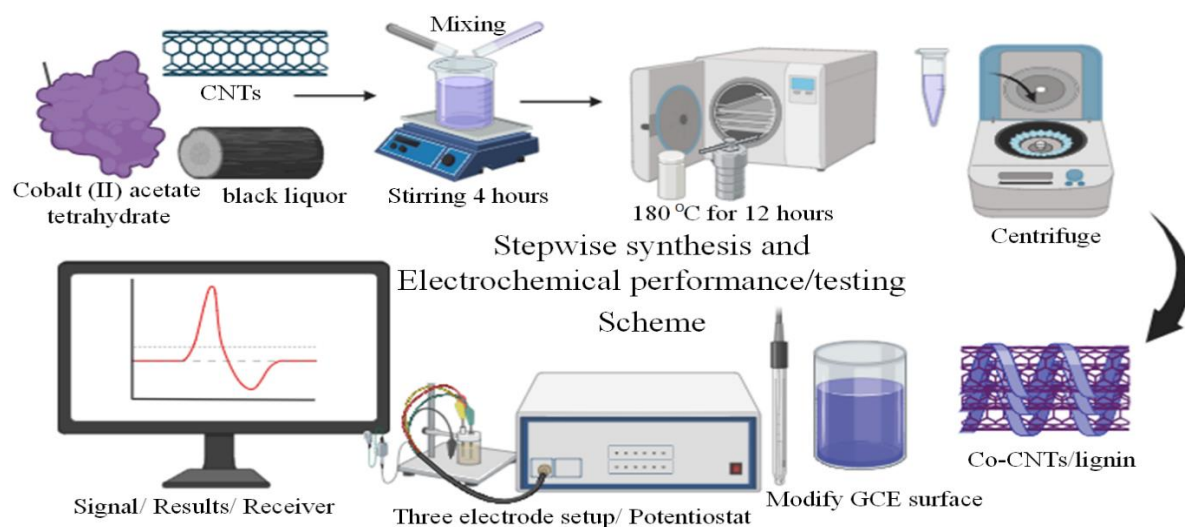 Mixing
CNTs
Cobalt (II) acetate
tetrahydrate
black liquor
Stirring 4 hours
180 °C for 12 hours
Centrifuge
Stepwise synthesis and
Electrochemical performance/testing
Scheme
Co-CNTs/lignin
Modify GCE surface
Three electrode setup/ Potentiostat
Signal/ Results/ Receiver